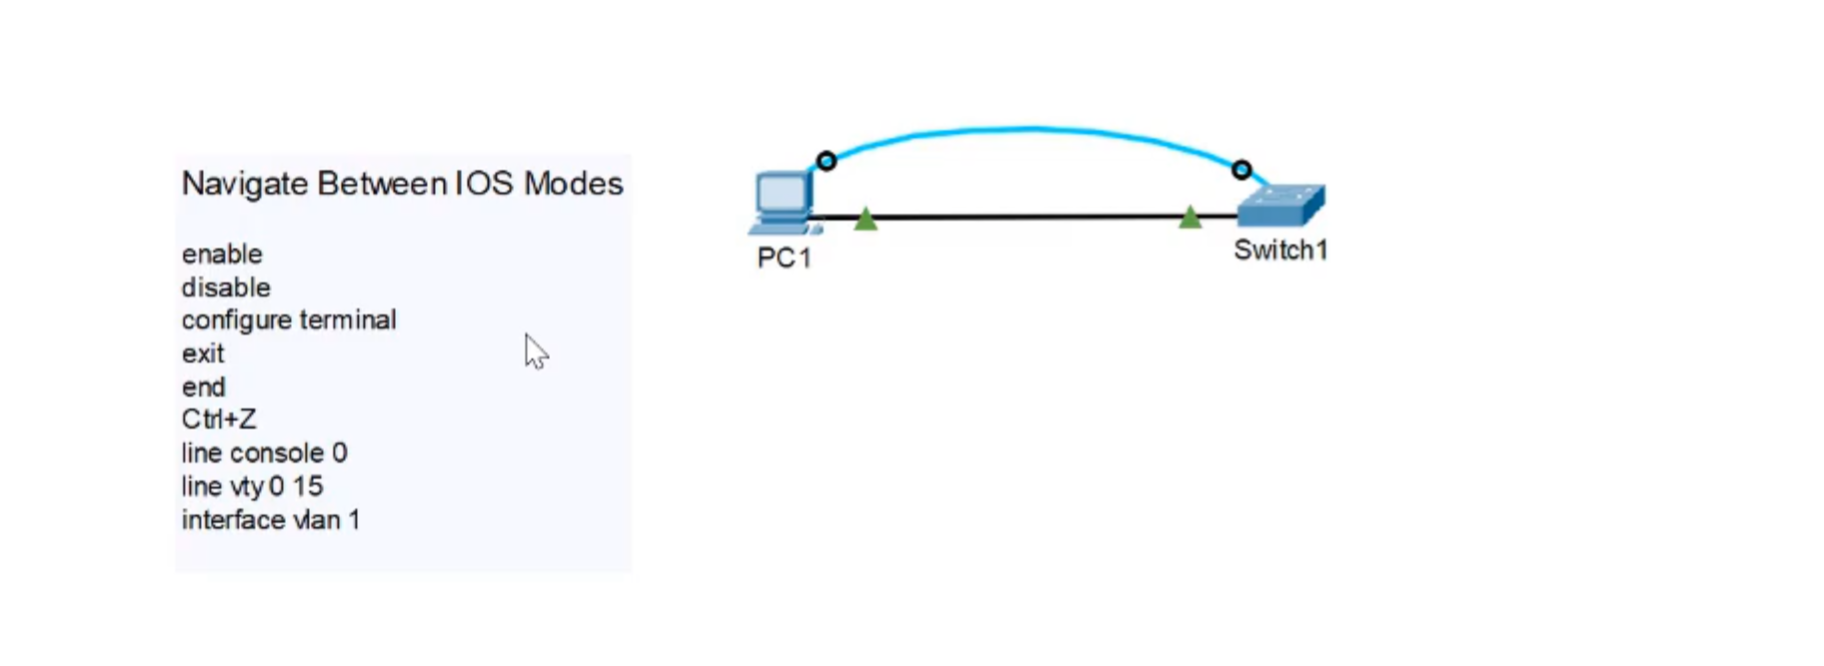 Navigate Between IOS Modes
enable
disable
configure terminal
exit
end
Ctrl+Z
line console 0
line vty 0 15
interface vlan 1
PC1
Switch1